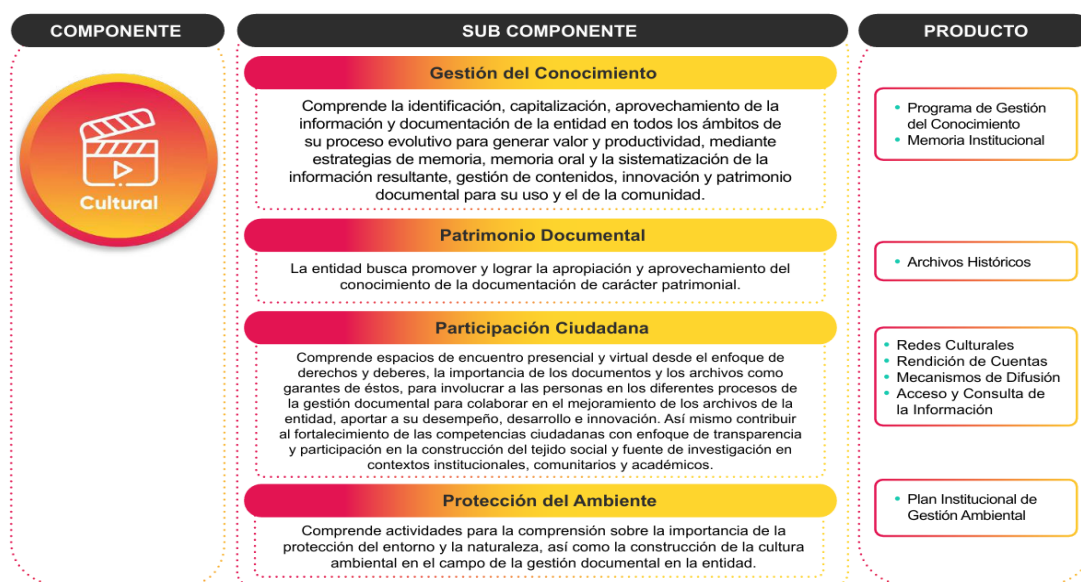 COMPONENTE
SUB COMPONENTE
PRODUCTO
Cultural
Gestión del Conocimiento
Comprende la identificación, capitalización, aprovechamiento de la
información y documentación de la entidad en todos los ámbitos de
su proceso evolutivo para generar valor y productividad, mediante
estrategias de memoria, memoria oral y la sistematización de la
información resultante, gestión de contenidos, innovación y patrimonio
documental para su uso y el de la comunidad.
• Programa de Gestión
del Conocimiento
• Memoria Institucional
Patrimonio Documental
La entidad busca promover y lograr la apropiación y aprovechamiento del
conocimiento de la documentación de carácter patrimonial.
• Archivos Históricos
Participación Ciudadana
Comprende espacios de encuentro presencial y virtual desde el enfoque de
derechos y deberes, la importancia de los documentos y los archivos como
garantes de éstos, para involucrar a las personas en los diferentes procesos de
la gestión documental para colaborar en el mejoramiento de los archivos de la
entidad, aportar a su desempeño, desarrollo e innovación. Así mismo contribuir
al fortalecimiento de las competencias ciudadanas con enfoque de transparencia
y participación en la construcción del tejido social y fuente de investigación en
contextos institucionales, comunitarios y académicos.
• Redes Culturales
• Rendición de Cuentas
• Mecanismos de Difusión
• Acceso y Consulta de
la Información
Protección del Ambiente
Comprende actividades para la comprensión sobre la importancia de la
protección del entorno y la naturaleza, así como la construcción de la cultura
ambiental en el campo de la gestión documental en la entidad.
• Plan Institucional de
Gestión Ambiental